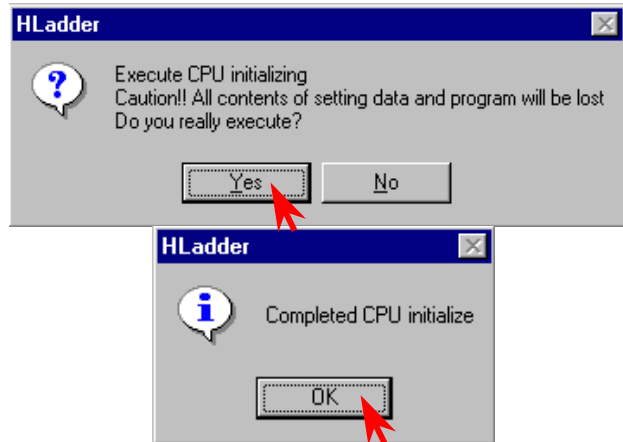 HLadder
Execute CPU initializing
Caution!! All contents of setting data and program will be lost
Do you really execute?
Yes No
HLadder
Completed CPU initialize
OK